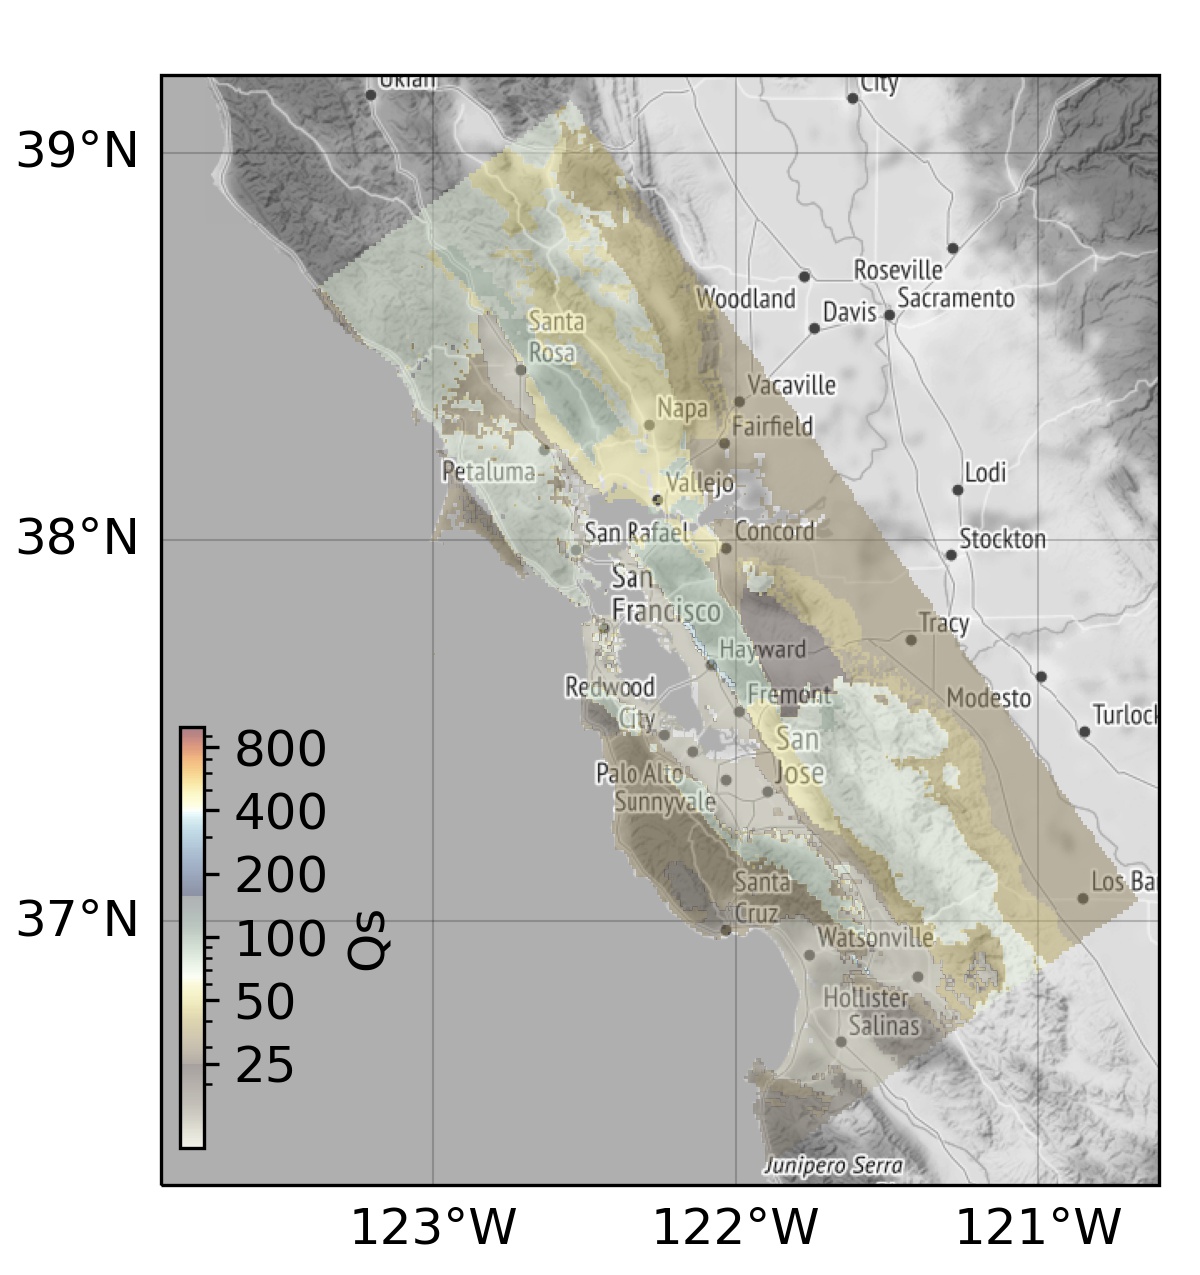 Ukiah
City
39°N
Roseville
Woodland
Sacramento
Davis
Santa
Rosa
Vacaville
Napa
Fairfield
Petaluma
Vallejo
Lodi
38°N
San Rafael
Concord
Stockton
San
Francisco
Tracy
Hayward
Redwood
City
Fremont
Modesto
Turlock
San
Jose
Palo Alto
Sunnyvale
800
400
200
100
50
25
Qs
Santa
Cruz
Los Ba
37°N
Watsonville
Hollister
Salinas
Junipero Serra
123°W
122°W
121°W